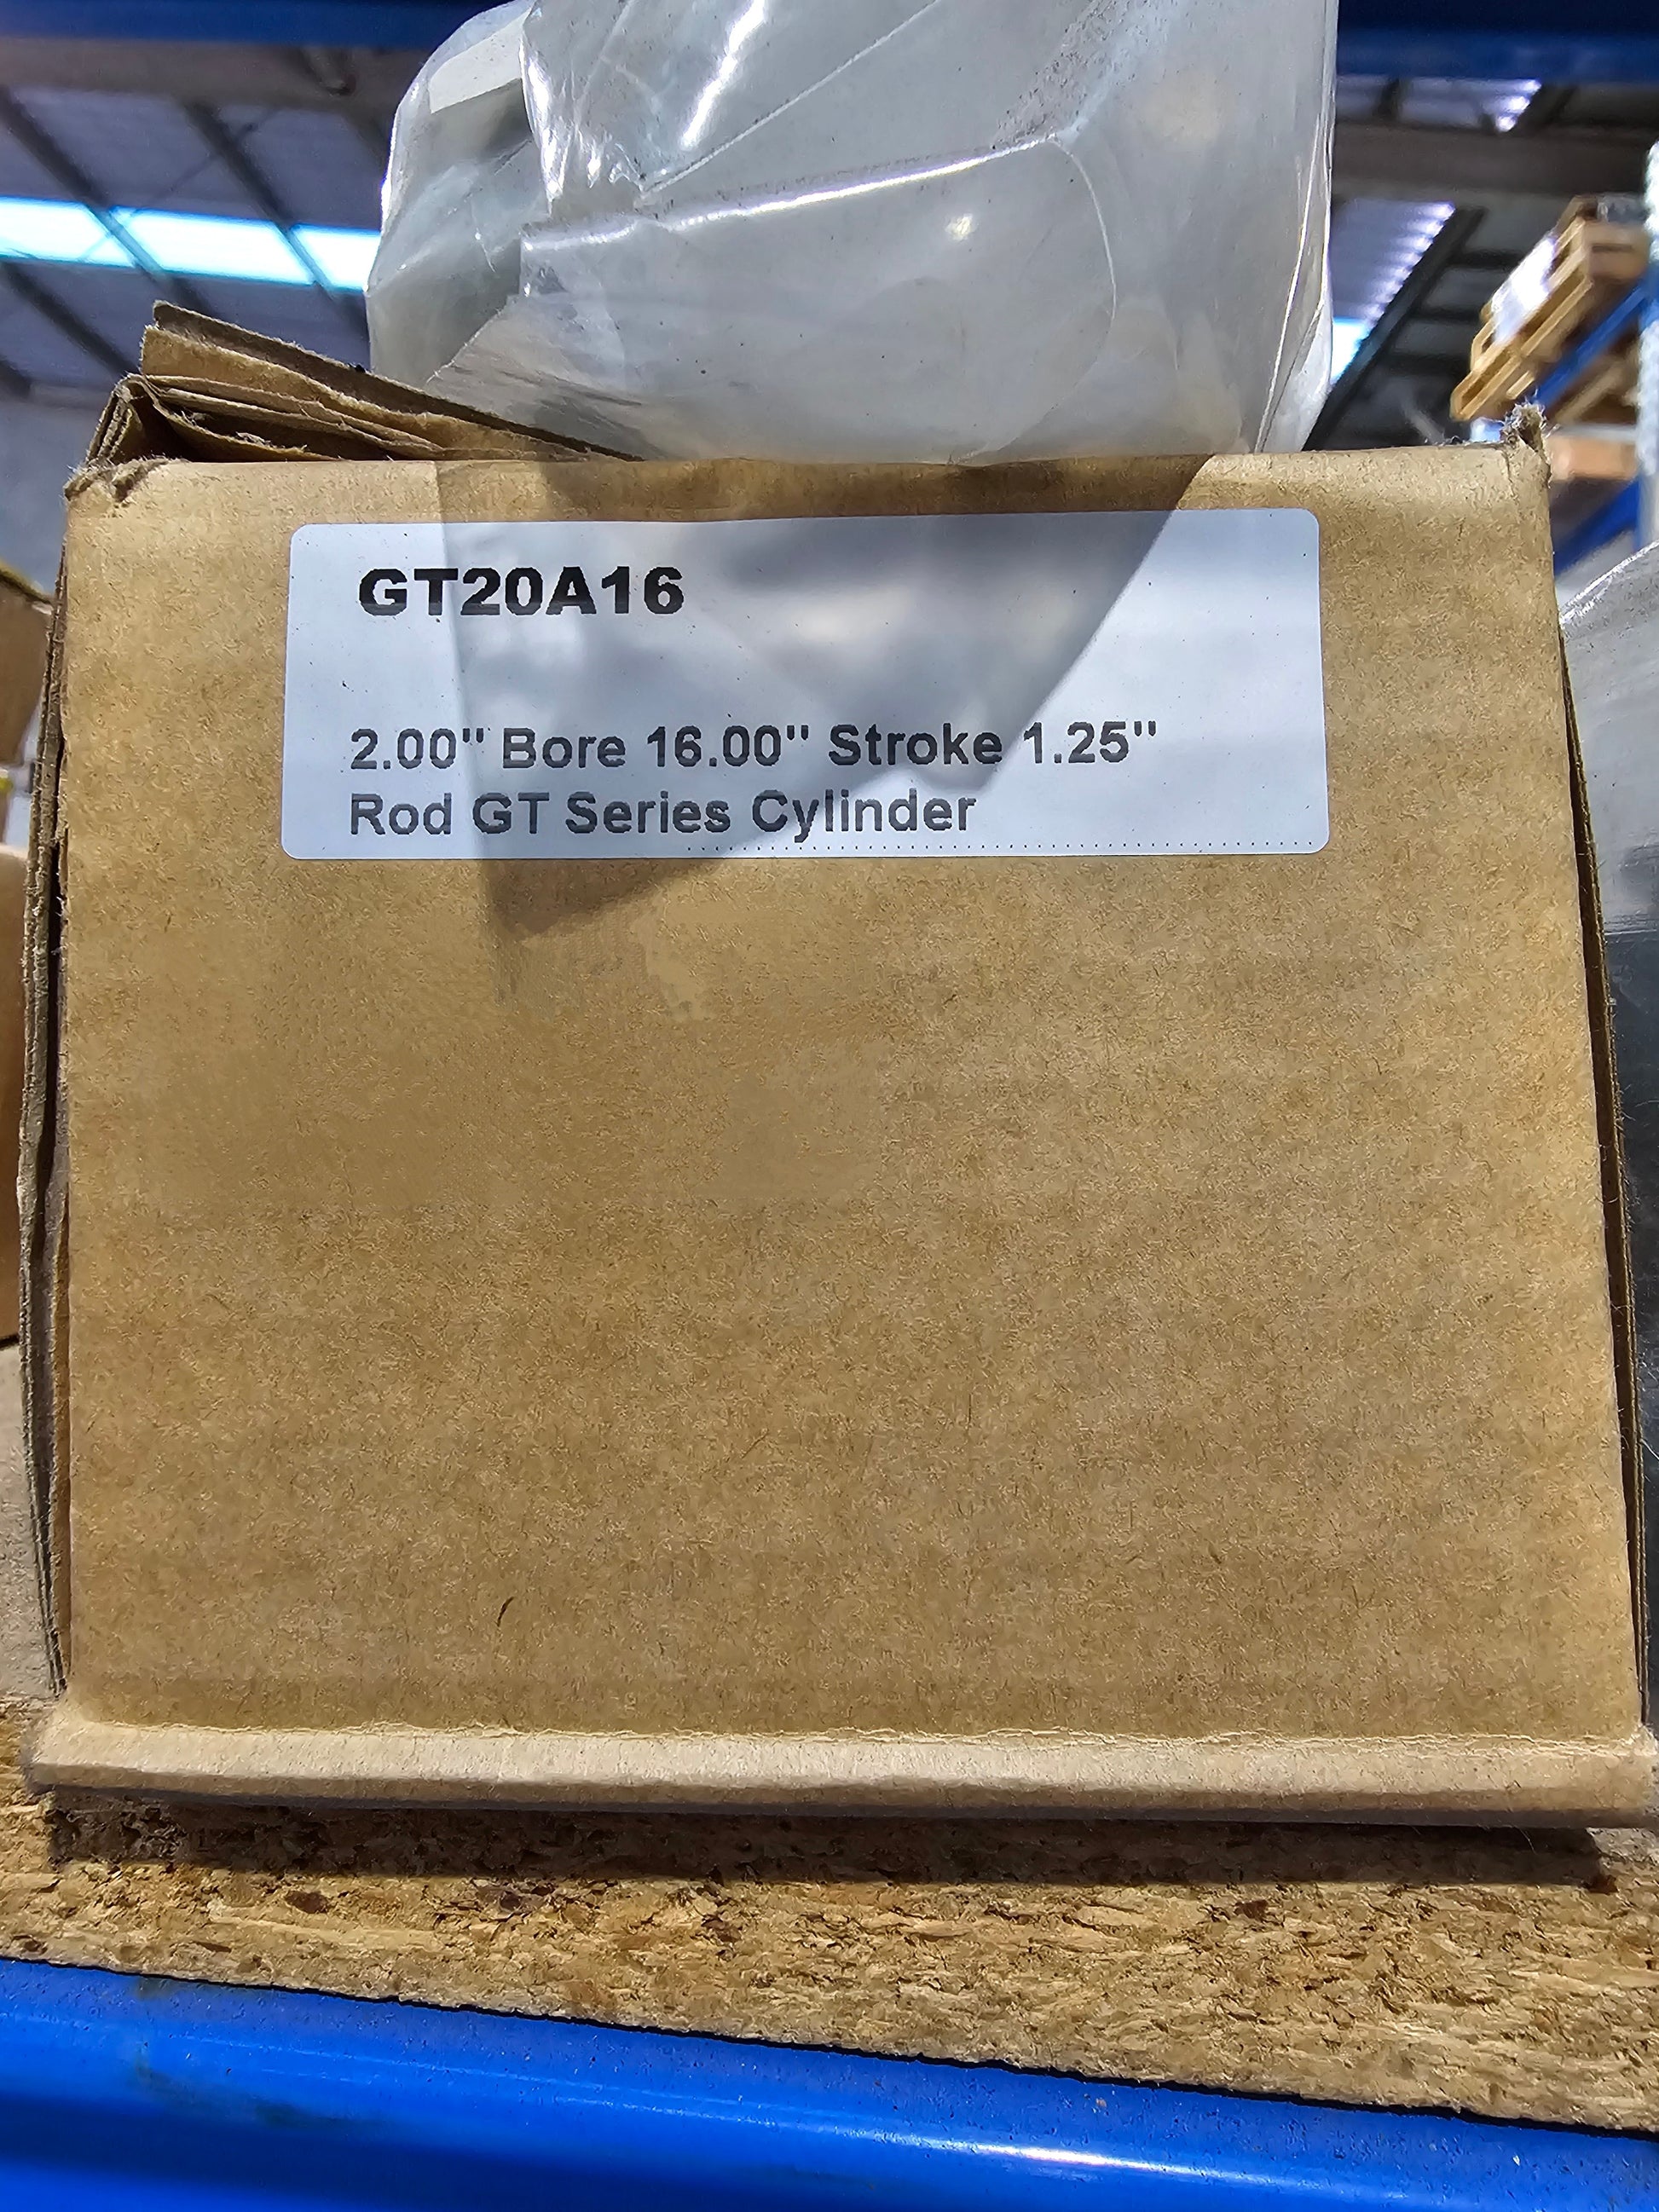 GT20A16
2.00" Bore 16.00" Stroke 1.25"
Rod GT Series Cylinder